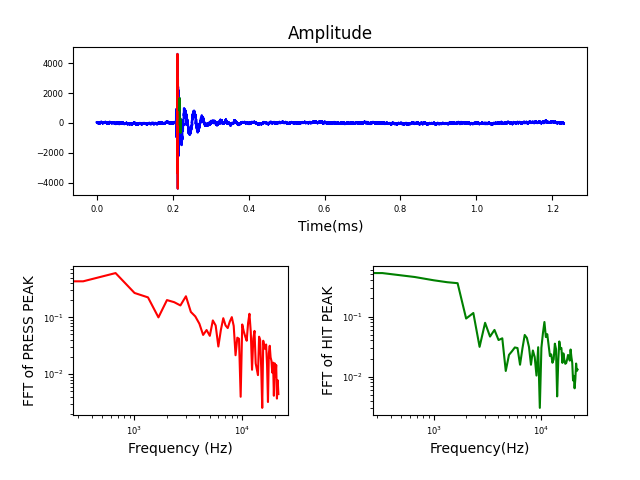 Amplitude
4000
2000
0
−2000
−4000
0.0 0.2 0.4 0.6 0.8 1.0 1.2
Time(ms)
FFT of PRESS PEAK
10⁻¹
10⁻²
10³ 10⁴
Frequency (Hz)
FFT of HIT PEAK
10⁻¹
10⁻²
10³ 10⁴
Frequency(Hz)